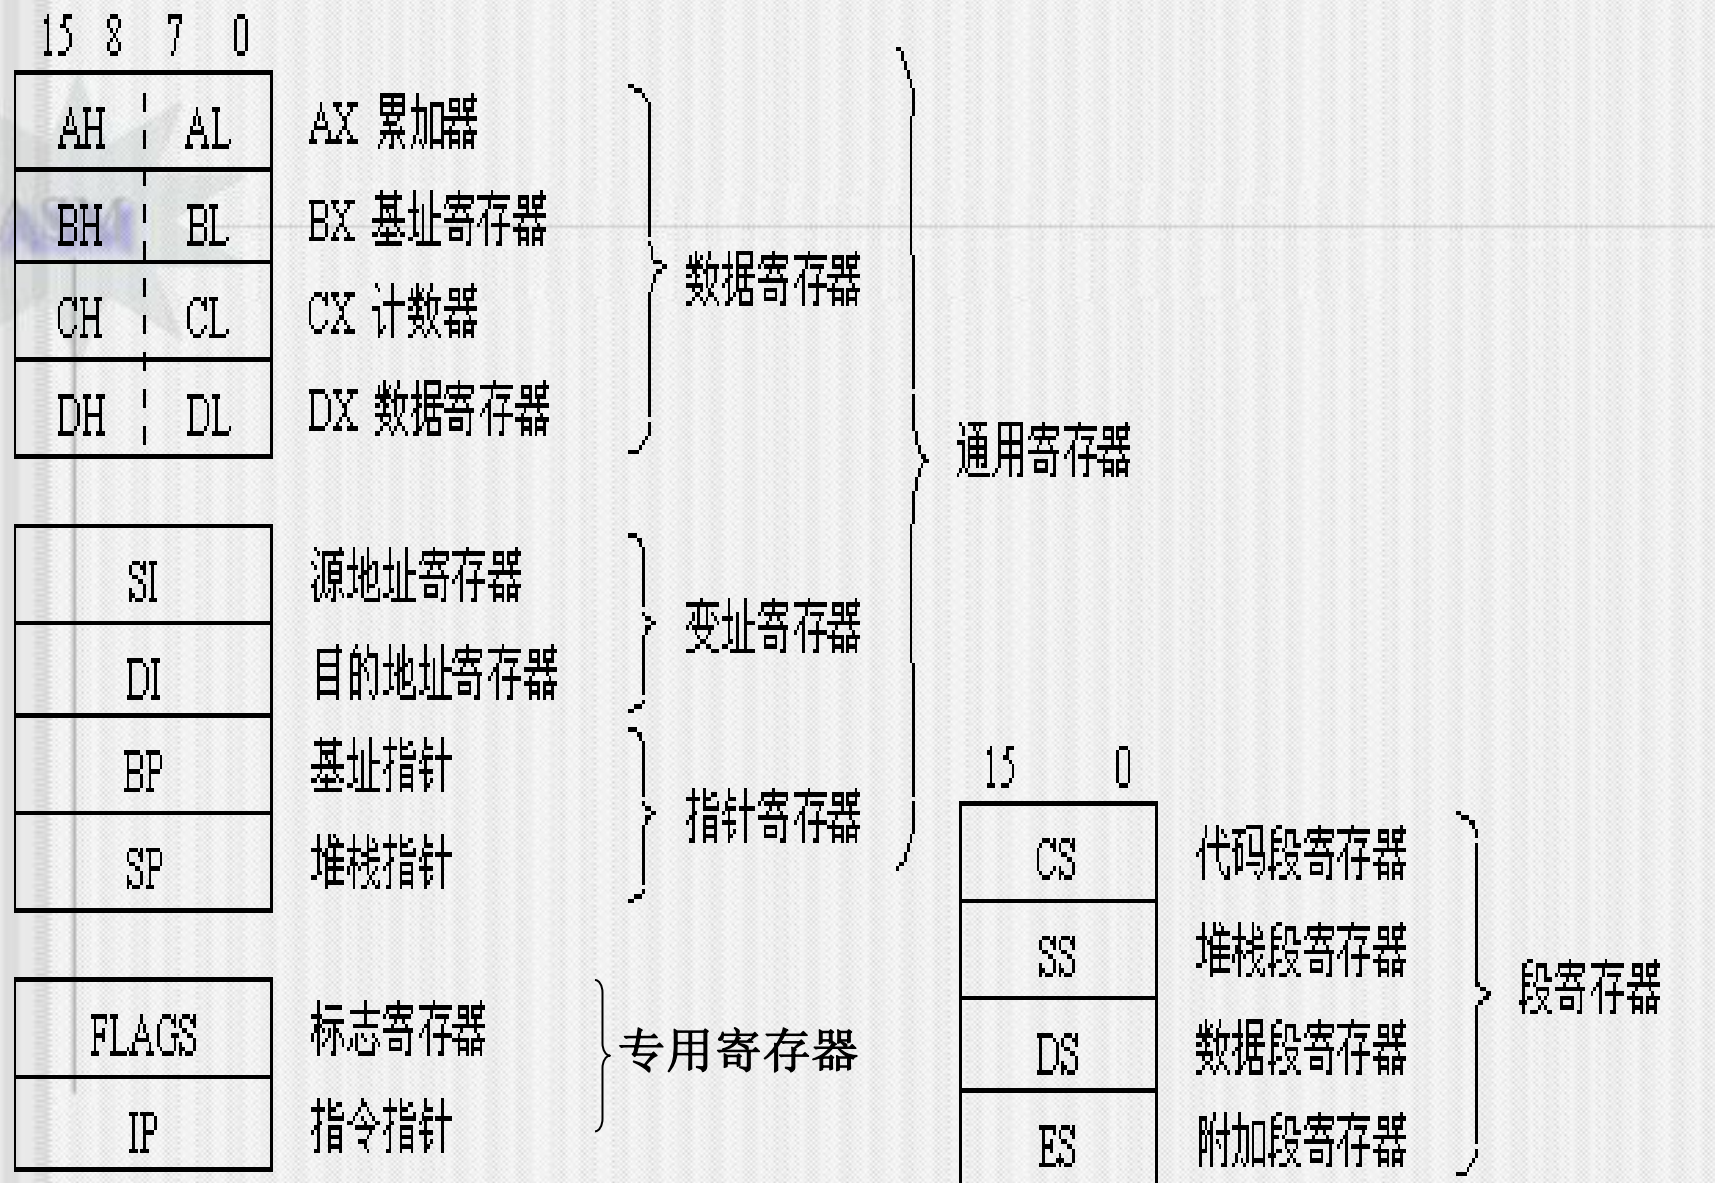 15 8 7 0
AH AL AX 累加器
BH BL BX 基址寄存器
CH CL CX 计数器
DH DL DX 数据寄存器
数据寄存器
SI 源地址寄存器
DI 目的地址寄存器
变址寄存器
BP 基址指针
SP 堆栈指针
指针寄存器
通用寄存器
FLAGS 标志寄存器
IP 指令指针
专用寄存器
15 0
CS 代码段寄存器
SS 堆栈段寄存器
DS 数据段寄存器
ES 附加段寄存器
段寄存器
ASM